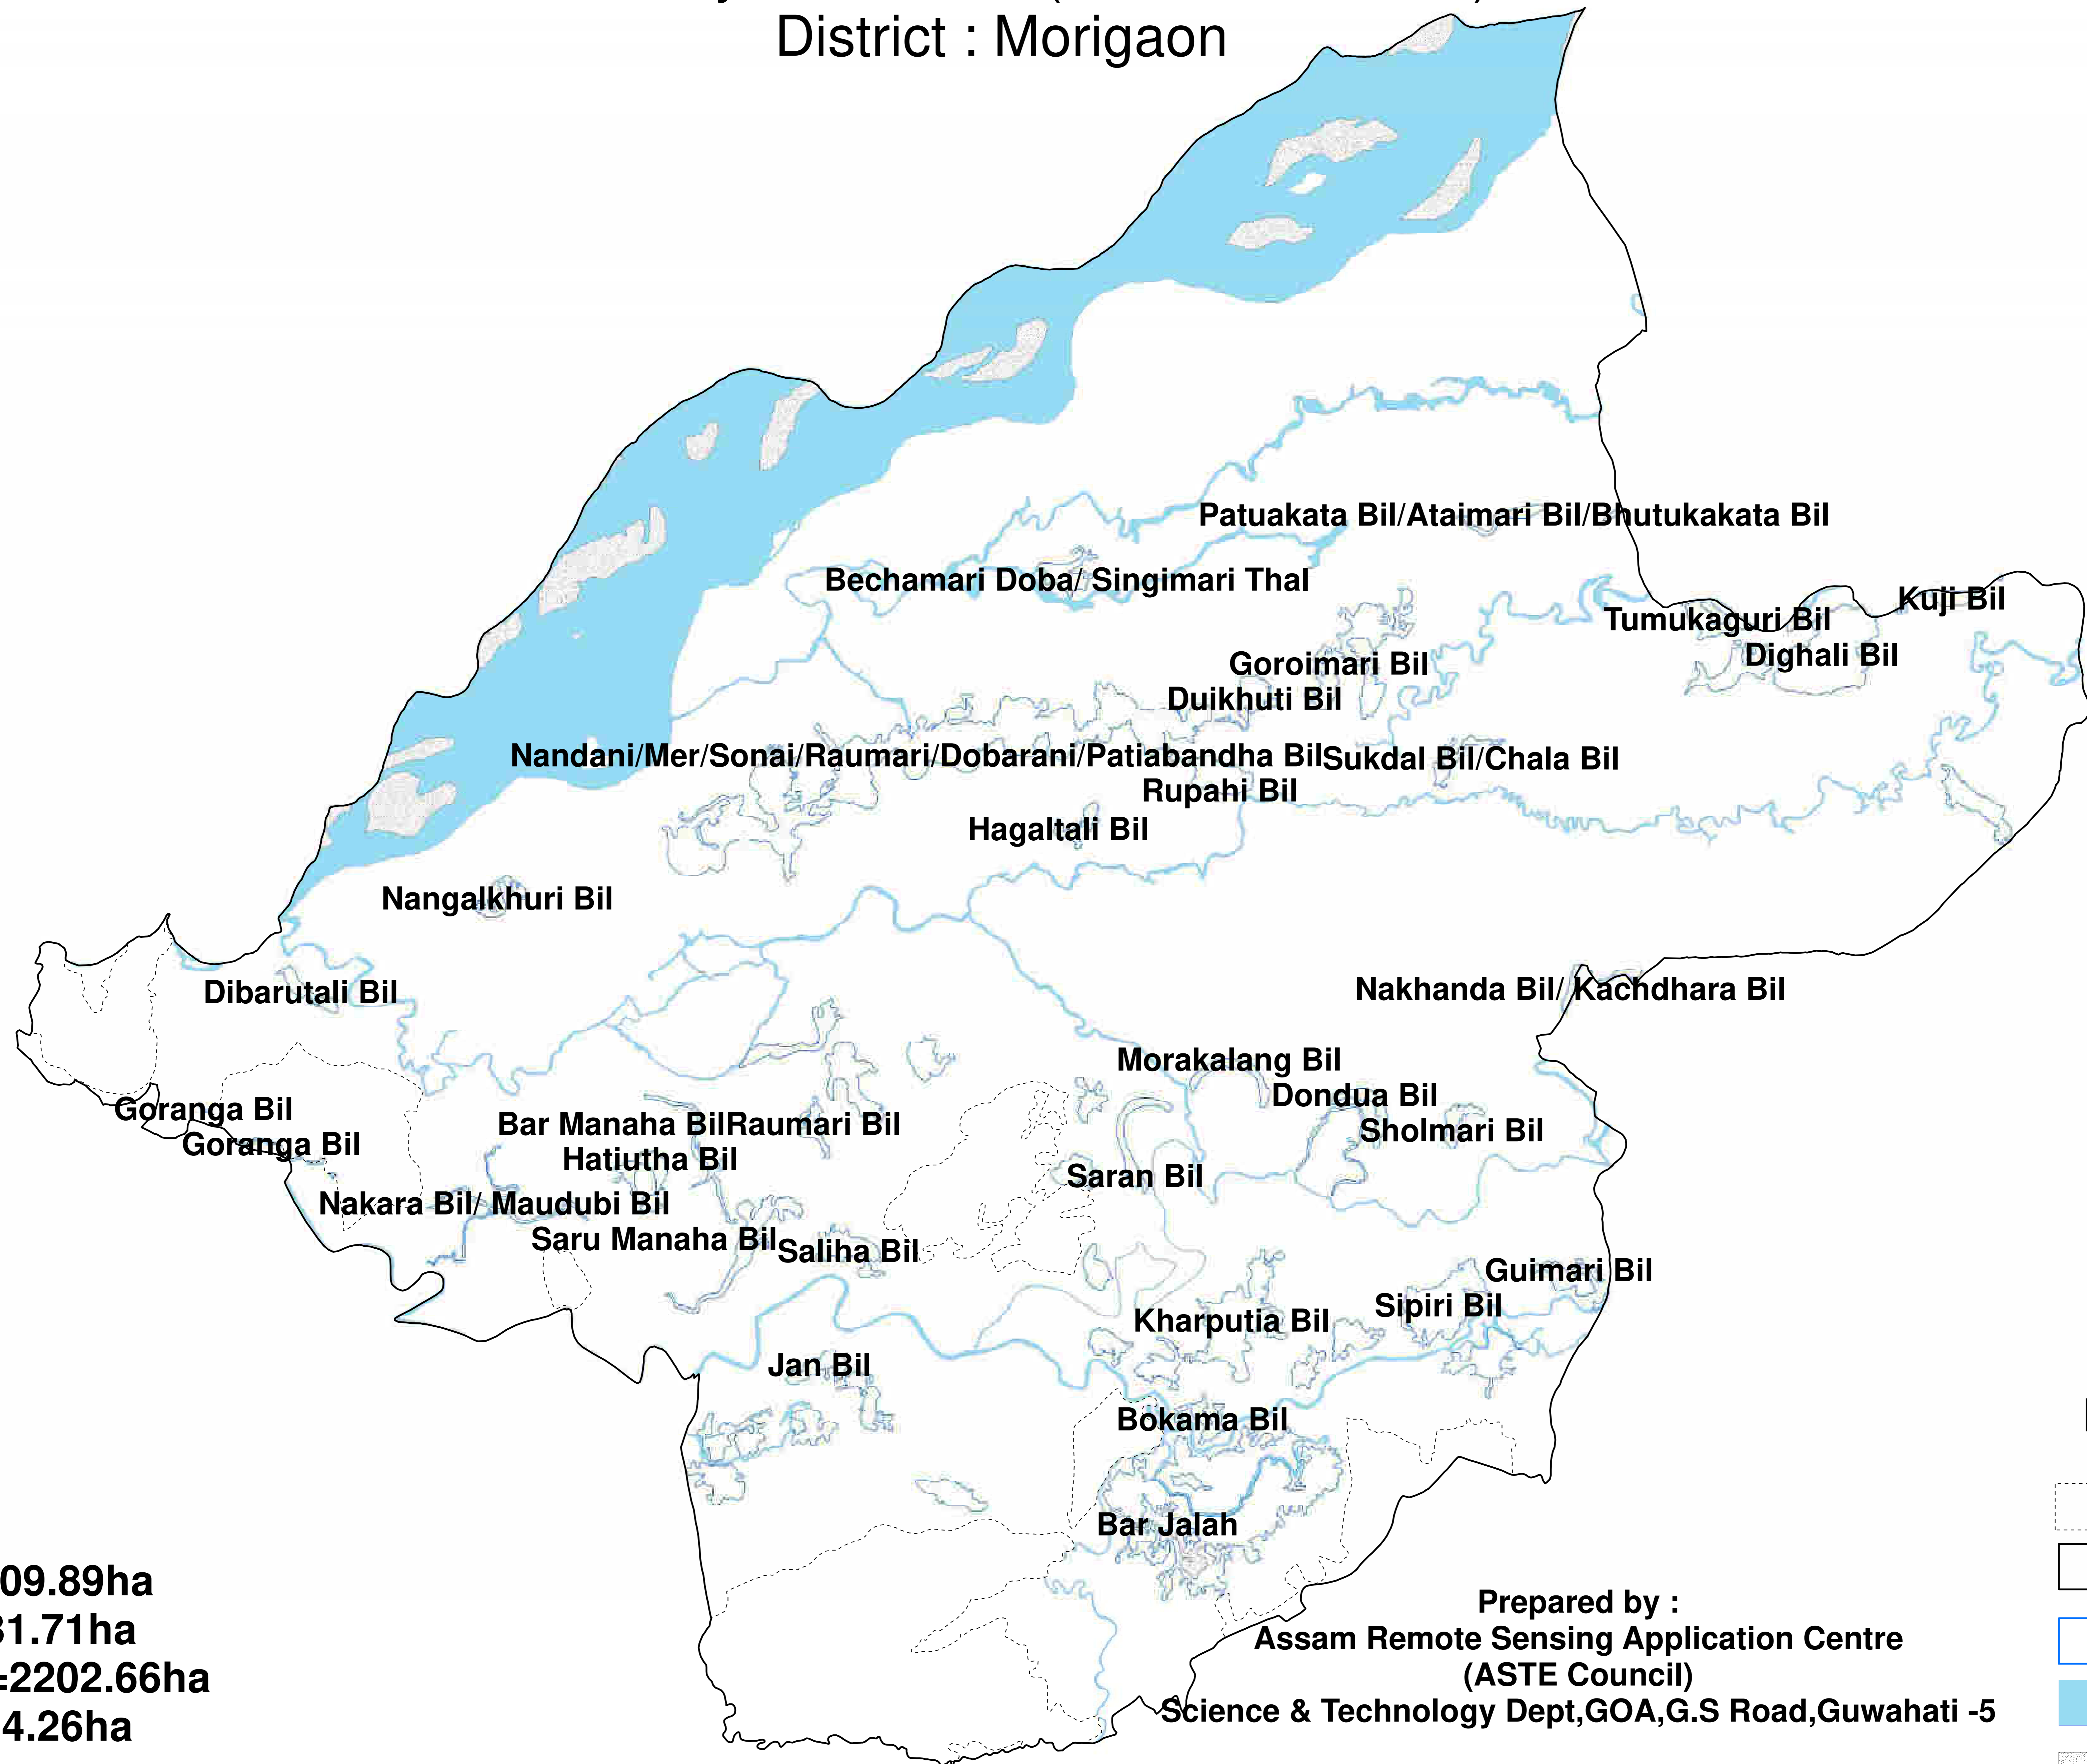 District : Morigaon
Patuakata Bil/Ataimari Bil/Bhutukakata Bil
Bechamari Doba/ Singimari Thal
Kuji Bil
Tumukaguri Bil
Dighali Bil
Goroimari Bil
Duikhuti Bil
Nandani/Mer/Sonai/Raumari/Dobarani/Patiabandha Bil
Sukdal Bil/Chala Bil
Rupahi Bil
Hagaltali Bil
Nangalkhuri Bil
Dibarutali Bil
Nakhanda Bil/ Kachdhara Bil
Morakalang Bil
Dondua Bil
Sholmari Bil
Goranga Bil
Goranga Bil
Bar Manaha Bil
Raumari Bil
Hatiutha Bil
Saran Bil
Nakara Bil/ Maudubi Bil
Saru Manaha Bil
Saliha Bil
Guimari Bil
Sipiri Bil
Kharputia Bil
Jan Bil
Bokama Bil
Bar Jalah
09.89ha
31.71ha
=2202.66ha
4.26ha
Prepared by :
Assam Remote Sensing Application Centre
(ASTE Council)
Science & Technology Dept,GOA,G.S Road,Guwahati -5